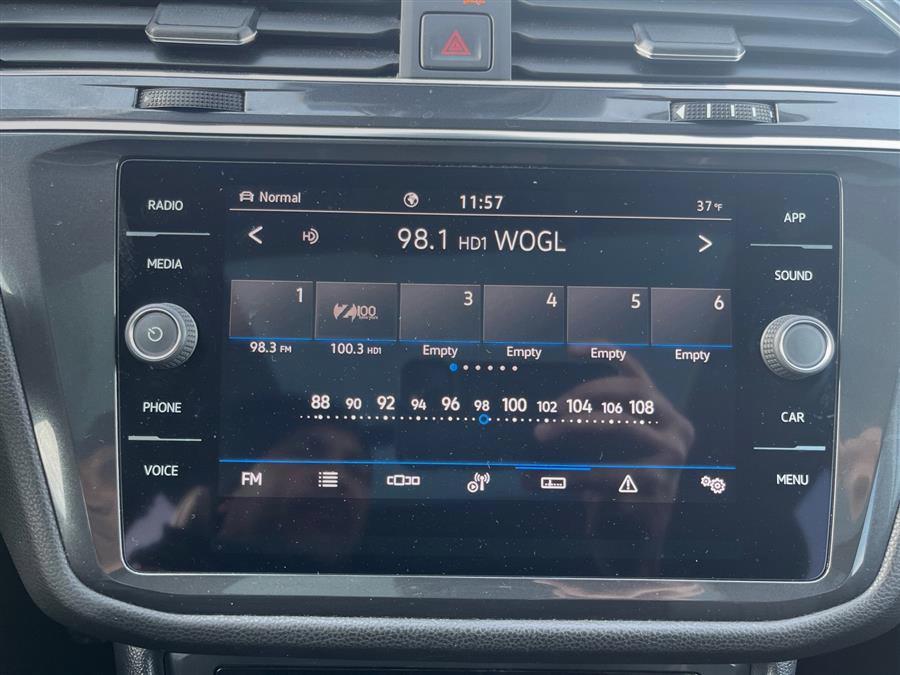 RADIO
MEDIA
PHONE
VOICE
Normal 11:57 37°F
98.1 HD1 WOGL
1 Z100 3 4 5 6
98.3 FM 100.3 HD1 Empty Empty Empty Empty
88 90 92 94 96 98 100 102 104 106 108
FM
APP
SOUND
CAR
MENU